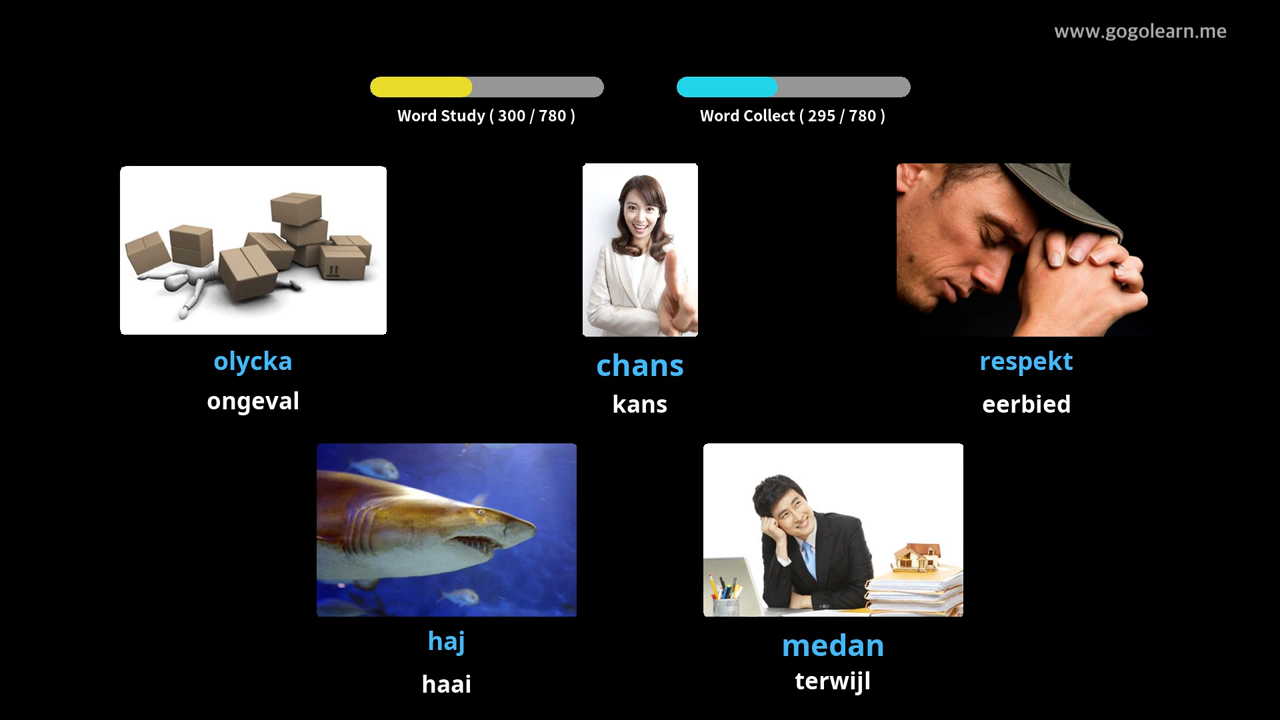 www.gogolearn.me
Word Study ( 300 / 780 )
Word Collect ( 295 / 780 )
olycka
ongeval
chans
kans
respekt
eerbied
haj
haai
medan
terwijl